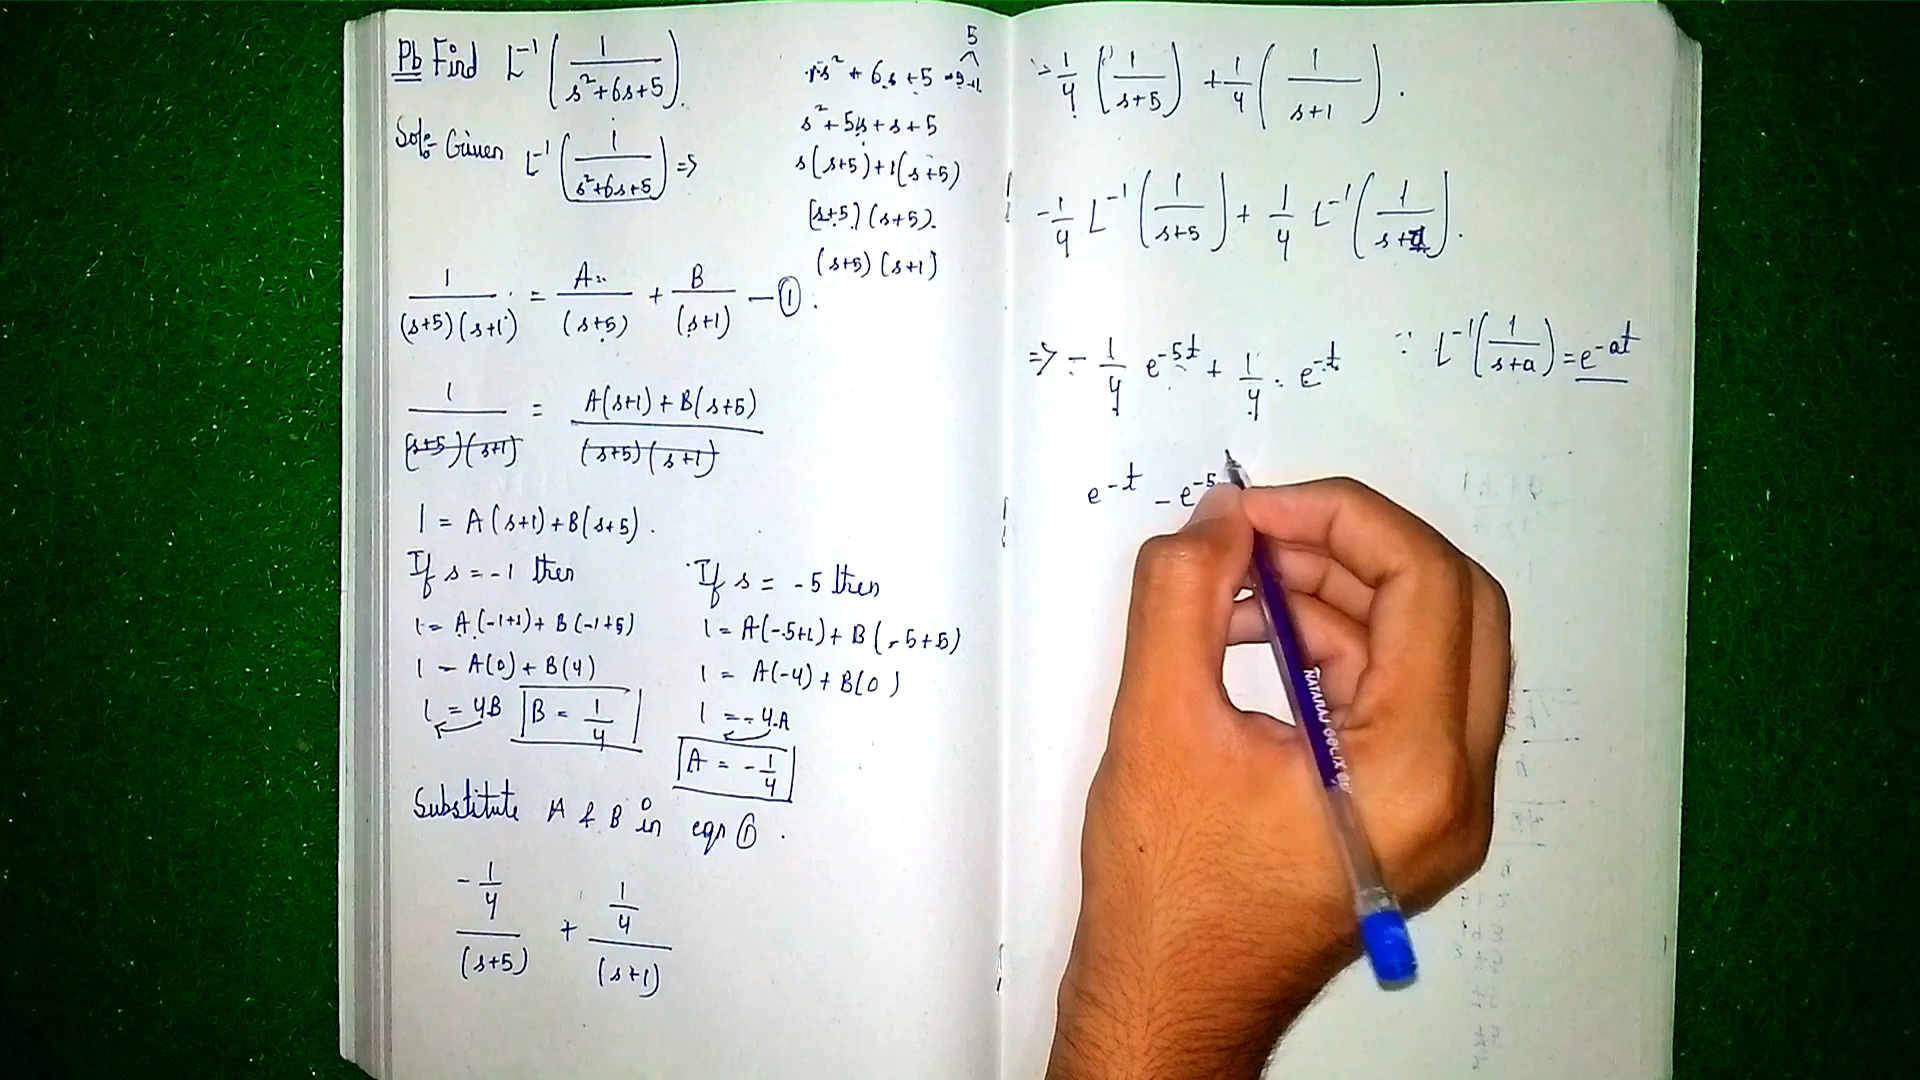 Pb Find L⁻¹ ( 1 / s²+6s+5 ).
Sol:- Given L⁻¹ ( 1 / s²+6s+5 ) =>
1 / (s+5)(s+1) = A / (s+5) + B / (s+1) — ①.
1 / (s+5)(s+1) = A(s+1) + B(s+5) / (s+5)(s+1)
1 = A(s+1) + B(s+5).
If s = -1 then
1 = A(-1+1) + B(-1+5)
1 = A(0) + B(4)
1 = 4B
B = 1/4
If s = -5 then
1 = A(-5+1) + B(-5+5)
1 = A(-4) + B(0)
1 = -4A
A = -1/4
Substitute A & B in eqn ①.
-1/4 / (s+5) + 1/4 / (s+1)
5
s² + 6s + 5
s² + 5s + s + 5
s(s+5) + 1(s+5)
(s+5)(s+5).
(s+5)(s+1)
1/4 ( 1 / s+5 ) + 1/4 ( 1 / s+1 ).
-1/4 L⁻¹ ( 1 / s+5 ) + 1/4 L⁻¹ ( 1 / s+1 ).
=> - 1/4 e^-5t + 1/4 . e^-t ∵ L⁻¹ ( 1 / s+a ) = e^-at
e^-t - e^-5
NATARAJ GELIX